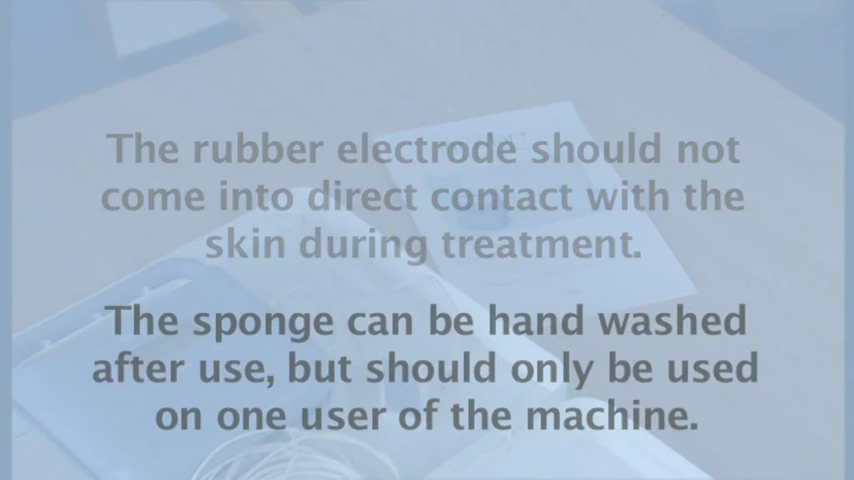 The rubber electrode should not
come into direct contact with the
skin during treatment.
The sponge can be hand washed
after use, but should only be used
on one user of the machine.